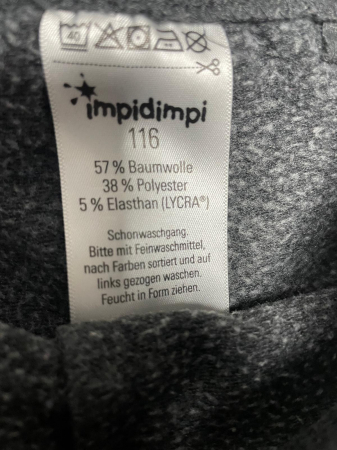 40
impidimpi
116
57 % Baumwolle
38 % Polyester
5 % Elasthan (LYCRA®)
Schonwaschgang.
Bitte mit Feinwaschmittel,
nach Farben sortiert und auf
links gezogen waschen.
Feucht in Form ziehen.